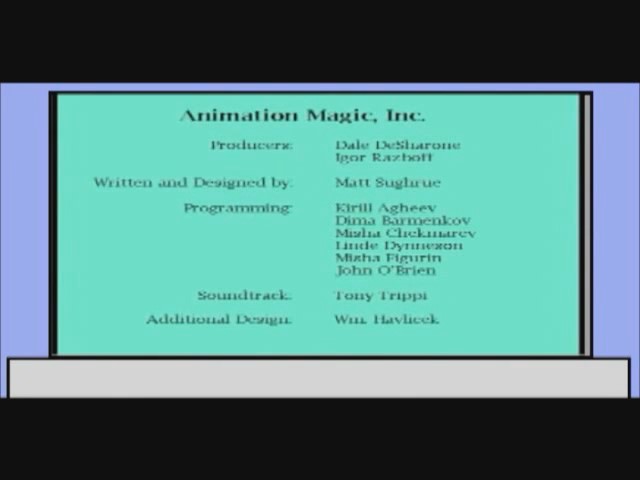 Animation Magic, Inc.
Producers: Dale DeSharone
Igor Razboff
Written and Designed by: Matt Sughrue
Programming: Kirill Agheev
Dima Barmenkov
Misha Chekmarev
Linde Dynneson
Misha Figurin
John O'Brien
Soundtrack: Tony Trippi
Additional Design: Wm. Havlicek